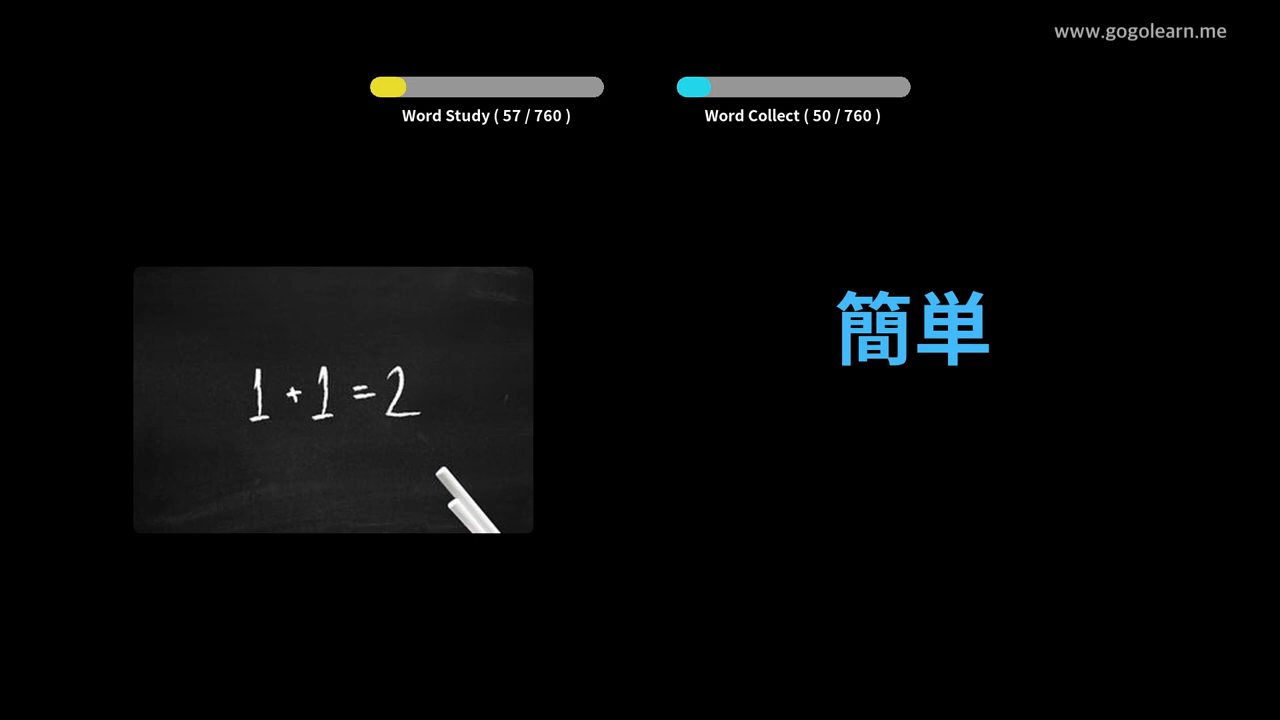 www.gogolearn.me
Word Study ( 57 / 760 )
Word Collect ( 50 / 760 )
1 + 1 = 2
簡単